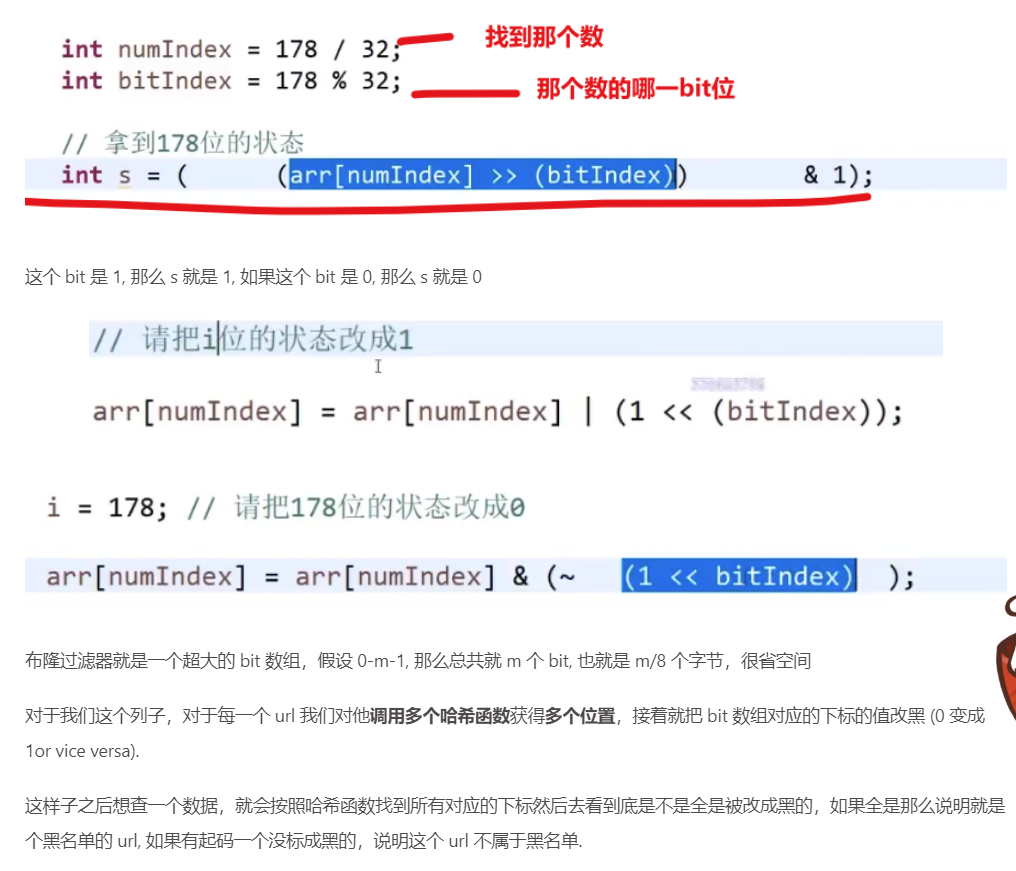 int numIndex = 178 / 32; 找到那个数
int bitIndex = 178 % 32; 那个数的哪一bit位
// 拿到178位的状态
int s = ( (arr[numIndex] >> (bitIndex)) & 1);
这个 bit 是 1, 那么 s 就是 1, 如果这个 bit 是 0, 那么 s 就是 0
// 请把i位的状态改成1
arr[numIndex] = arr[numIndex] | (1 << (bitIndex));
i = 178; // 请把178位的状态改成0
arr[numIndex] = arr[numIndex] & (~ (1 << bitIndex) );
布隆过滤器就是一个超大的 bit 数组，假设 0-m-1, 那么总共就 m 个 bit, 也就是 m/8 个字节，很省空间
对于我们这个列子，对于每一个 url 我们对他调用多个哈希函数获得多个位置，接着就把 bit 数组对应的下标的值改黑 (0 变成
1or vice versa).
这样子之后想查一个数据，就会按照哈希函数找到所有对应的下标然后去看到底是不是全是被改成黑的，如果全是那么说明就是
个黑名单的 url, 如果有起码一个没标成黑的，说明这个 url 不属于黑名单.